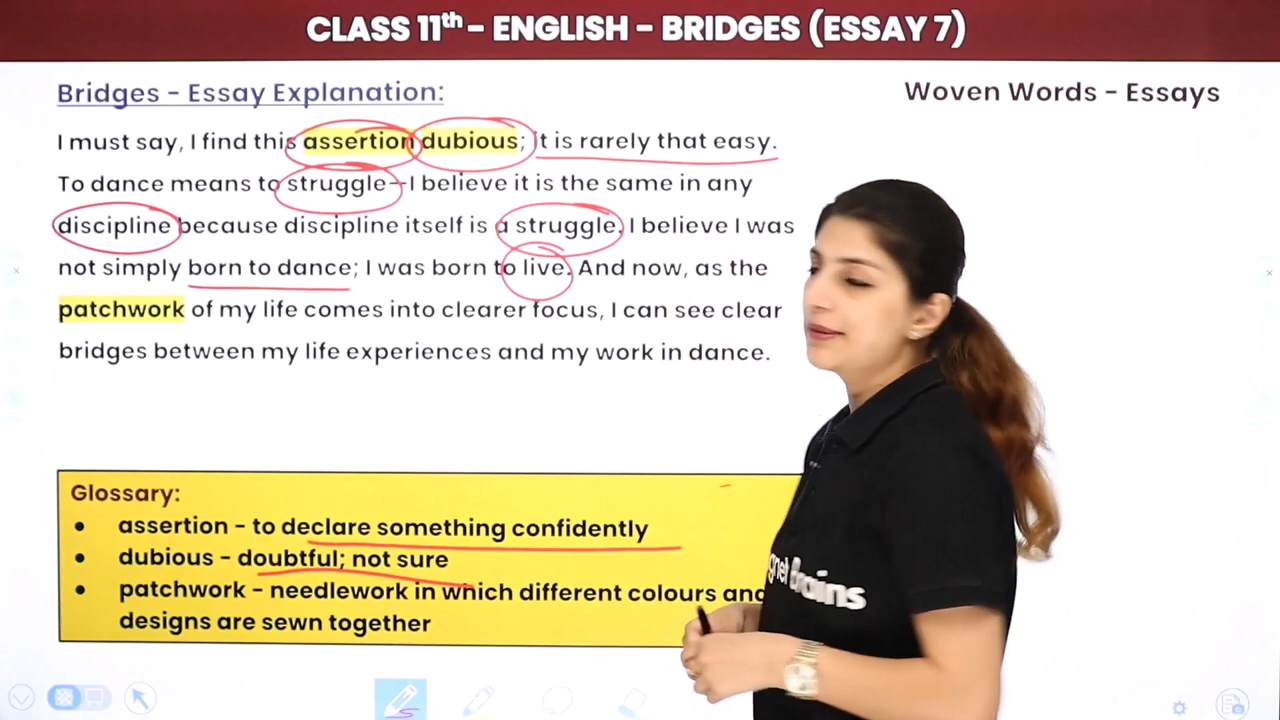 CLASS 11th - ENGLISH - BRIDGES (ESSAY 7)
Bridges - Essay Explanation:
Woven Words - Essays
I must say, I find this assertion dubious; it is rarely that easy.
To dance means to struggle—I believe it is the same in any
discipline because discipline itself is a struggle. I believe I was
not simply born to dance; I was born to live. And now, as the
patchwork of my life comes into clearer focus, I can see clear
bridges between my life experiences and my work in dance.
Glossary:
• assertion - to declare something confidently
• dubious - doubtful; not sure
• patchwork - needlework in which different colours and
designs are sewn together
gnet Brains